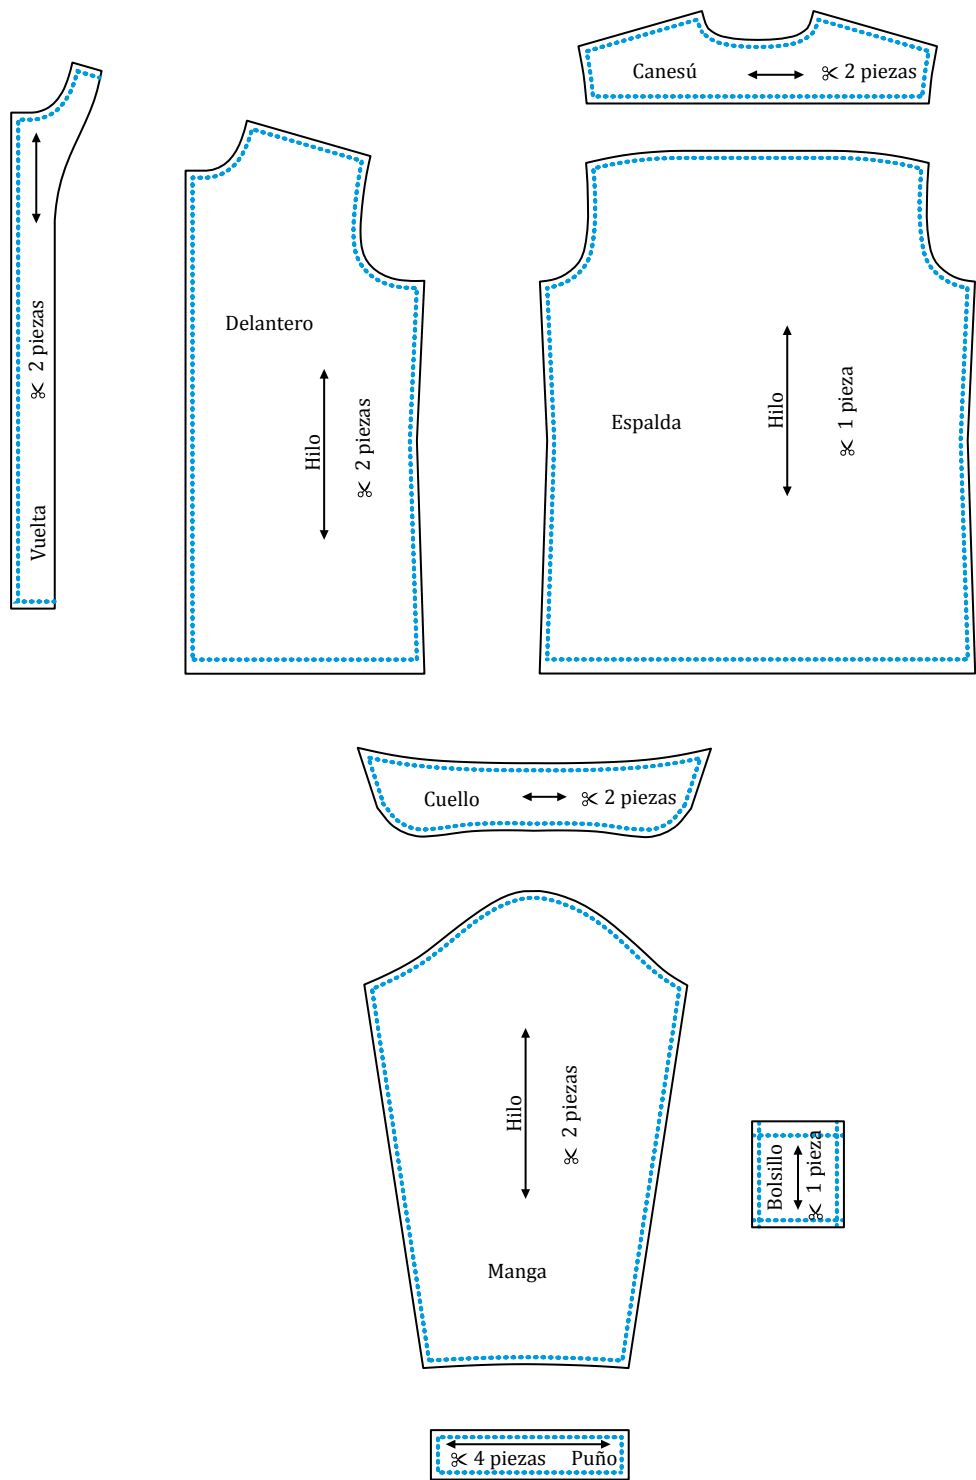 Canesú
✂ 2 piezas
Vuelta
✂ 2 piezas
Delantero
Hilo
✂ 2 piezas
Espalda
Hilo
✂ 1 pieza
Cuello
✂ 2 piezas
Hilo
✂ 2 piezas
Manga
Bolsillo
✂ 1 pieza
✂ 4 piezas
Puño